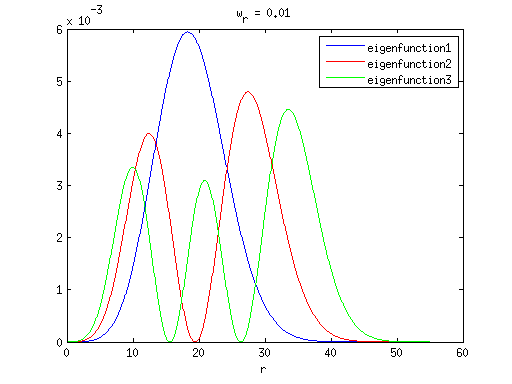 w_r = 0.01
x 10^-3
eigenfunction1
eigenfunction2
eigenfunction3
6
4
3
2
1
0
0 10 20 30 40 50 60
r